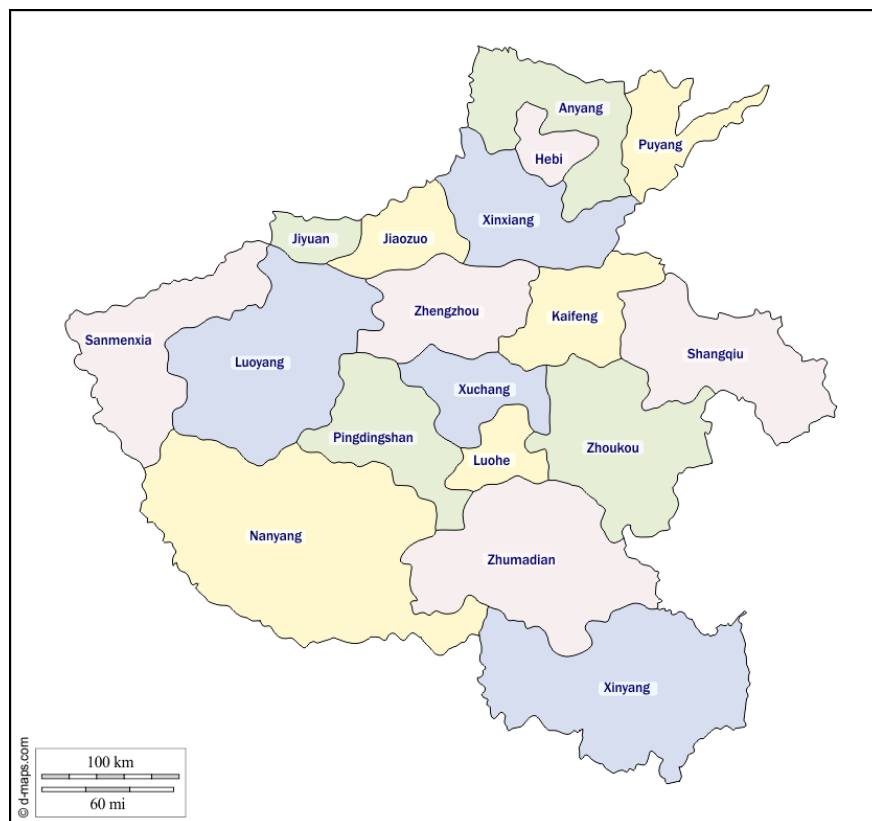 Anyang
Puyang
Hebi
Xinxiang
Jiyuan
Jiaozuo
Zhengzhou
Kaifeng
Sanmenxia
Shangqiu
Luoyang
Xuchang
Pingdingshan
Zhoukou
Luohe
Nanyang
Zhumadian
Xinyang
100 km
60 mi
© d-maps.com